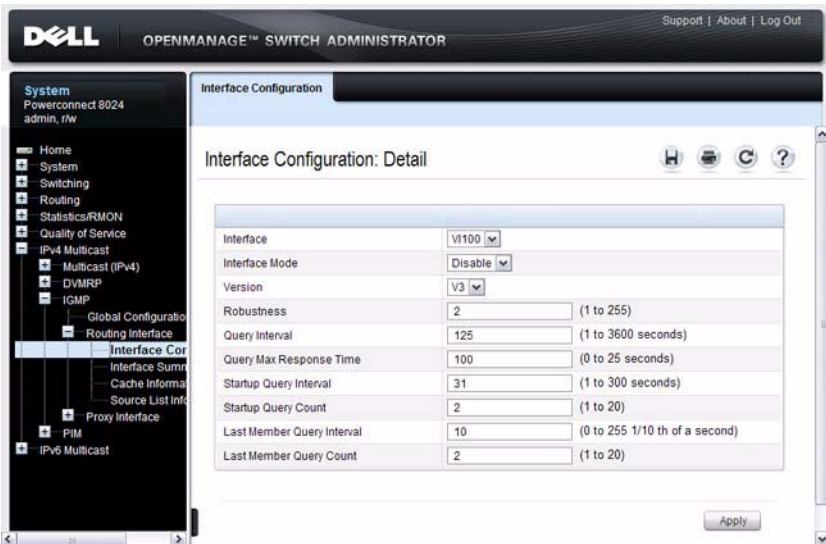 Support | About | Log Out
DELL OPENMANAGE™ SWITCH ADMINISTRATOR
System
Powerconnect 8024
admin, r/w
Home
System
Switching
Routing
Statistics/RMON
Quality of Service
IPv4 Multicast
Multicast (IPv4)
DVMRP
IGMP
Global Configuratio
Routing Interface
Interface Cor
Interface Summ
Cache Informa
Source List Info
Proxy Interface
PIM
IPv6 Multicast
Interface Configuration
Interface Configuration: Detail
Interface Vl100
Interface Mode Disable
Version V3
Robustness 2 (1 to 255)
Query Interval 125 (1 to 3600 seconds)
Query Max Response Time 100 (0 to 25 seconds)
Startup Query Interval 31 (1 to 300 seconds)
Startup Query Count 2 (1 to 20)
Last Member Query Interval 10 (0 to 255 1/10 th of a second)
Last Member Query Count 2 (1 to 20)
Apply